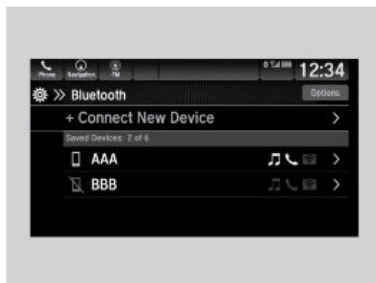 Phone Navigation FM
12:34
Bluetooth
Options
+ Connect New Device
Saved Devices: 2 of 6
AAA
BBB